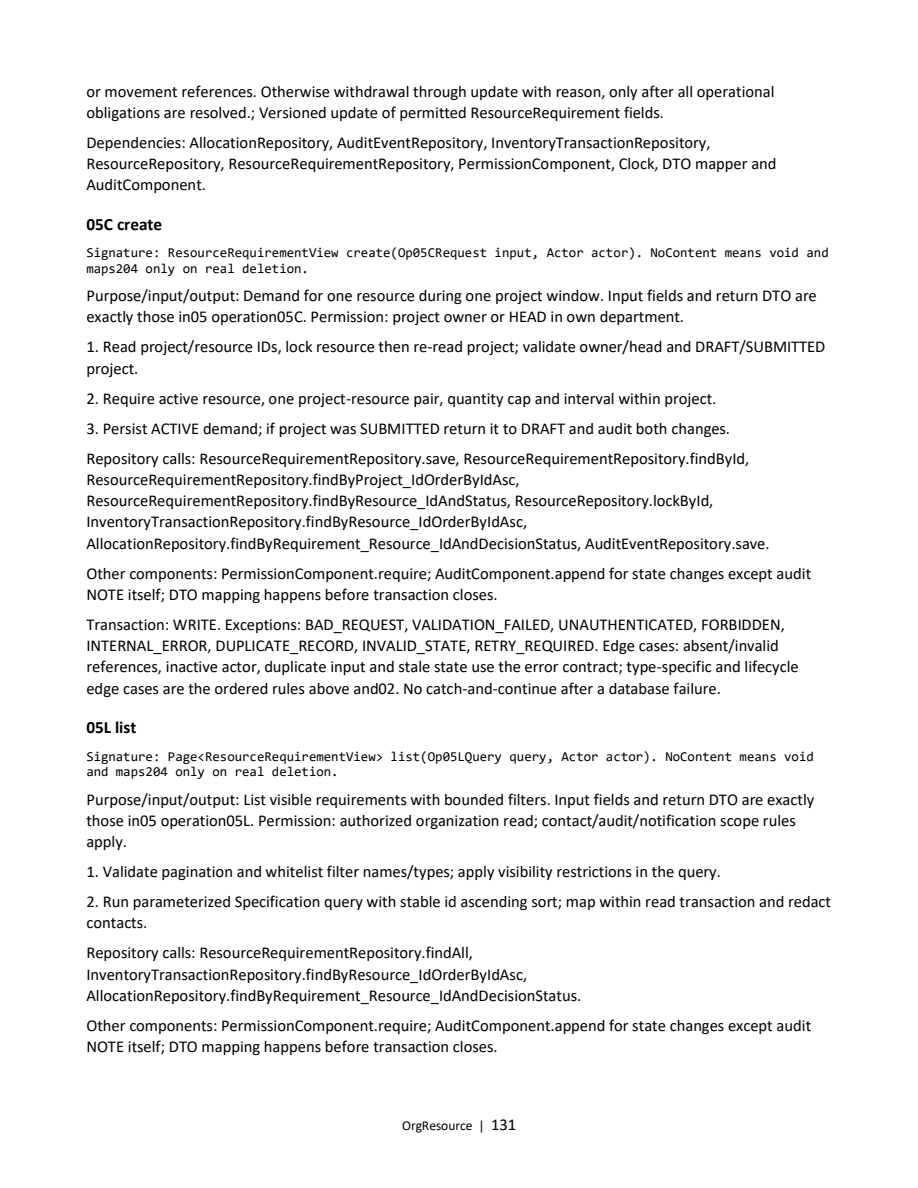 or movement references. Otherwise withdrawal through update with reason, only after all operational
obligations are resolved.; Versioned update of permitted ResourceRequirement fields.
Dependencies: AllocationRepository, AuditEventRepository, InventoryTransactionRepository,
ResourceRepository, ResourceRequirementRepository, PermissionComponent, Clock, DTO mapper and
AuditComponent.
05C create
Signature: ResourceRequirementView create(Op05CRequest input, Actor actor). NoContent means void and
maps204 only on real deletion.
Purpose/input/output: Demand for one resource during one project window. Input fields and return DTO are
exactly those in05 operation05C. Permission: project owner or HEAD in own department.
1. Read project/resource IDs, lock resource then re-read project; validate owner/head and DRAFT/SUBMITTED
project.
2. Require active resource, one project-resource pair, quantity cap and interval within project.
3. Persist ACTIVE demand; if project was SUBMITTED return it to DRAFT and audit both changes.
Repository calls: ResourceRequirementRepository.save, ResourceRequirementRepository.findById,
ResourceRequirementRepository.findByProject_IdOrderByIdAsc,
ResourceRequirementRepository.findByResource_IdAndStatus, ResourceRepository.lockById,
InventoryTransactionRepository.findByResource_IdOrderByIdAsc,
AllocationRepository.findByRequirement_Resource_IdAndDecisionStatus, AuditEventRepository.save.
Other components: PermissionComponent.require; AuditComponent.append for state changes except audit
NOTE itself; DTO mapping happens before transaction closes.
Transaction: WRITE. Exceptions: BAD_REQUEST, VALIDATION_FAILED, UNAUTHENTICATED, FORBIDDEN,
INTERNAL_ERROR, DUPLICATE_RECORD, INVALID_STATE, RETRY_REQUIRED. Edge cases: absent/invalid
references, inactive actor, duplicate input and stale state use the error contract; type-specific and lifecycle
edge cases are the ordered rules above and02. No catch-and-continue after a database failure.
05L list
Signature: Page<ResourceRequirementView> list(Op05LQuery query, Actor actor). NoContent means void
and maps204 only on real deletion.
Purpose/input/output: List visible requirements with bounded filters. Input fields and return DTO are exactly
those in05 operation05L. Permission: authorized organization read; contact/audit/notification scope rules
apply.
1. Validate pagination and whitelist filter names/types; apply visibility restrictions in the query.
2. Run parameterized Specification query with stable id ascending sort; map within read transaction and redact
contacts.
Repository calls: ResourceRequirementRepository.findAll,
InventoryTransactionRepository.findByResource_IdOrderByIdAsc,
AllocationRepository.findByRequirement_Resource_IdAndDecisionStatus.
Other components: PermissionComponent.require; AuditComponent.append for state changes except audit
NOTE itself; DTO mapping happens before transaction closes.
OrgResource | 131